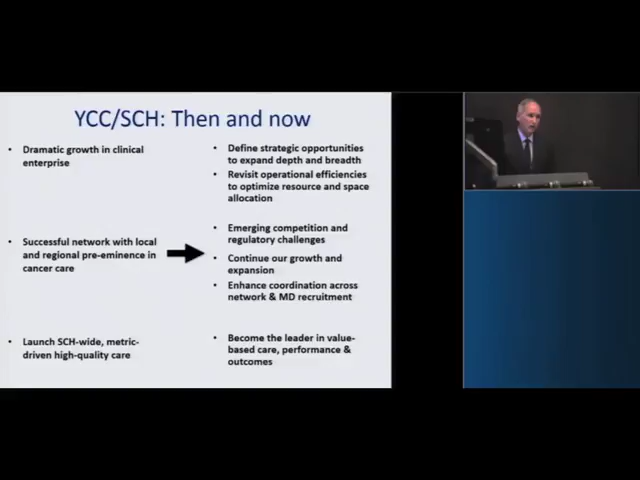 YCC/SCH: Then and now
• Dramatic growth in clinical
enterprise
• Successful network with local
and regional pre-eminence in
cancer care
• Launch SCH-wide, metric-
driven high-quality care
• Define strategic opportunities
to expand depth and breadth
• Revisit operational efficiencies
to optimize resource and space
allocation
• Emerging competition and
regulatory challenges
• Continue our growth and
expansion
• Enhance coordination across
network & MD recruitment
• Become the leader in value-
based care, performance &
outcomes